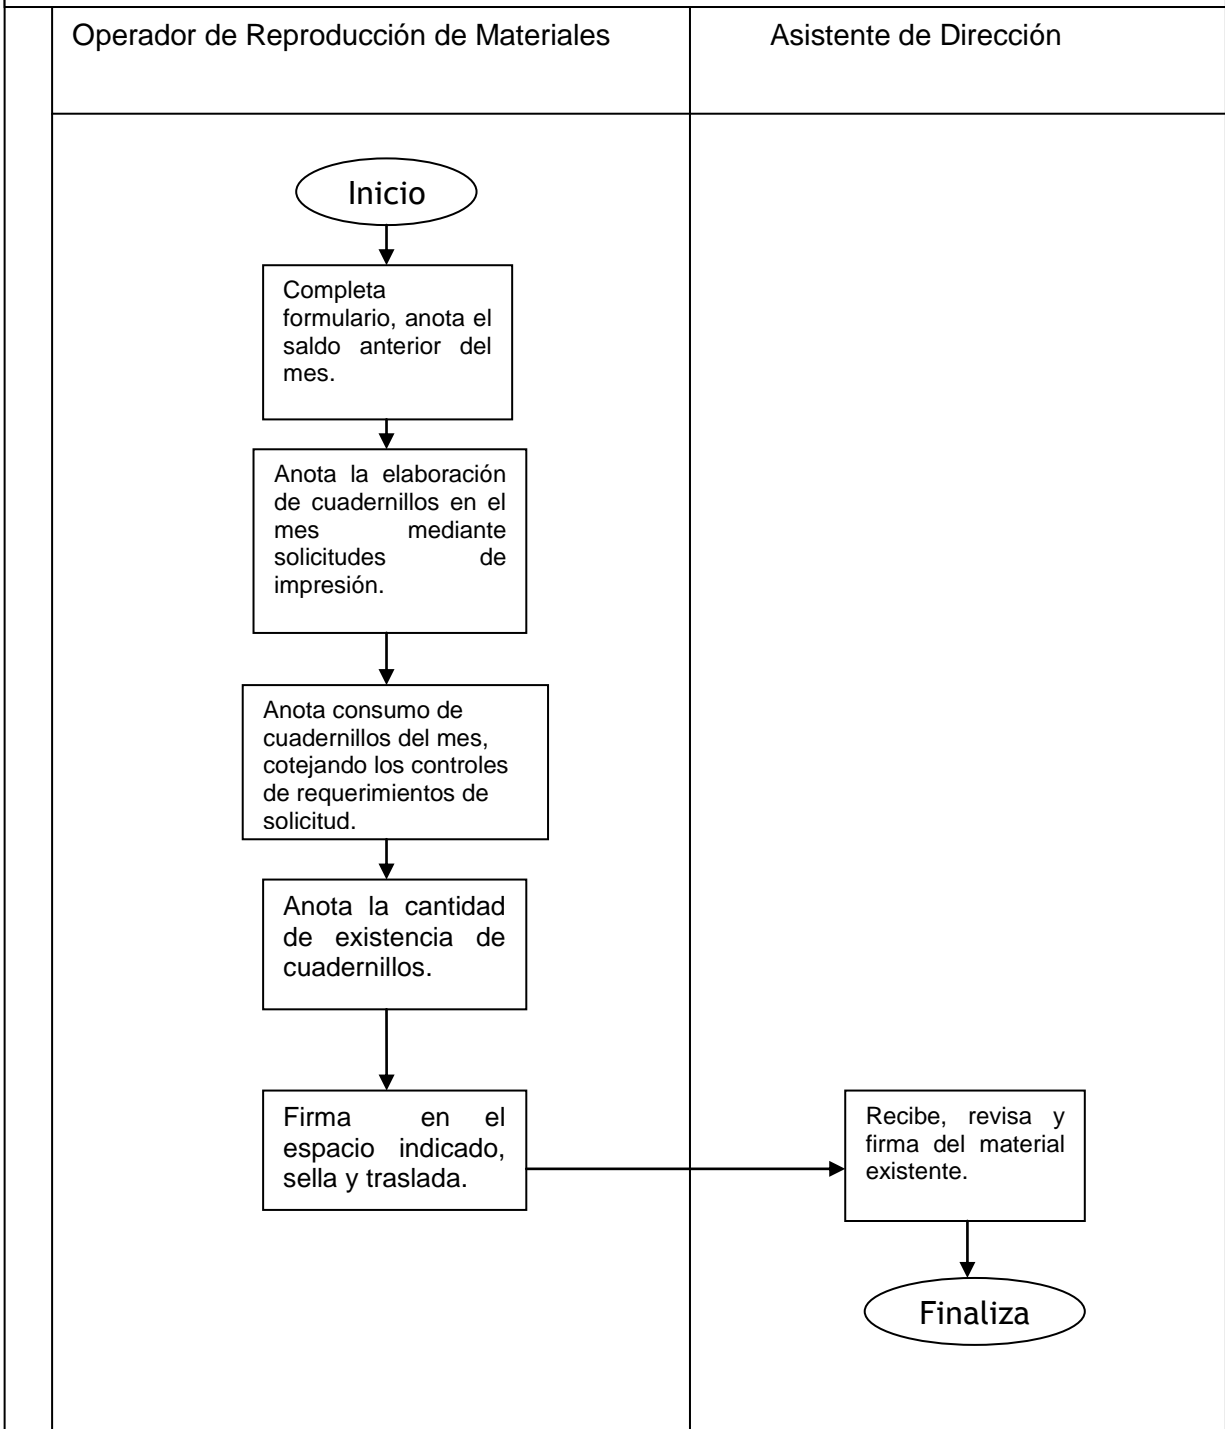 Operador de Reproducción de Materiales
Asistente de Dirección
Inicio
Completa
formulario, anota el
saldo anterior del
mes.
Anota la elaboración
de cuadernillos en el
mes mediante
solicitudes de
impresión.
Anota consumo de
cuadernillos del mes,
cotejando los controles
de requerimientos de
solicitud.
Anota la cantidad
de existencia de
cuadernillos.
Firma en el
espacio indicado,
sella y traslada.
Recibe, revisa y
firma del material
existente.
Finaliza